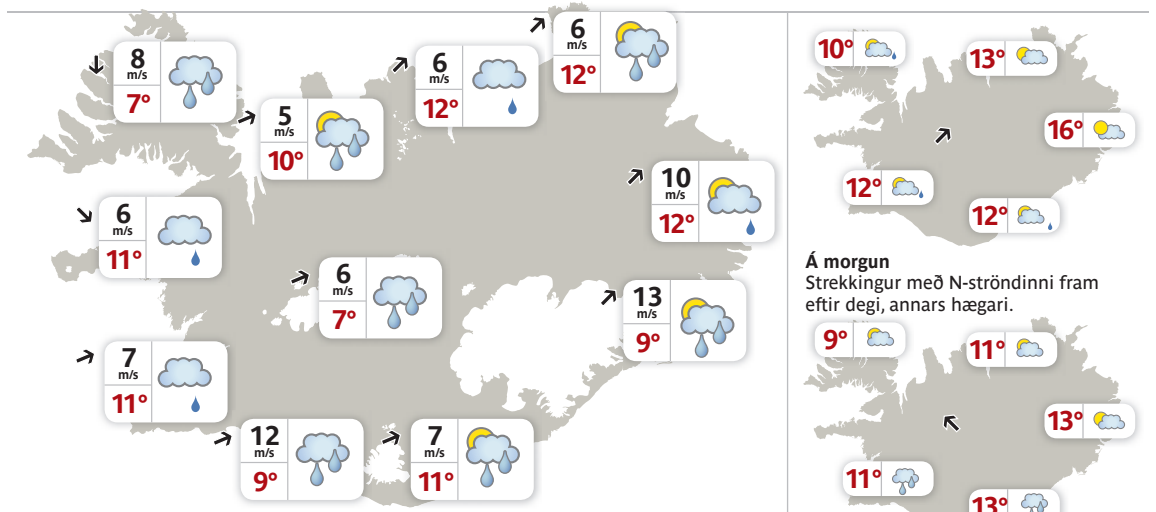 8
m/s
7°
5
m/s
10°
6
m/s
12°
6
m/s
12°
6
m/s
11°
6
m/s
7°
10
m/s
12°
13
m/s
9°
7
m/s
11°
12
m/s
9°
7
m/s
11°
10°
13°
16°
12°
12°
Á morgun
Strekkingur með N-ströndinni fram
eftir degi, annars hægari.
9°
11°
13°
11°
13°